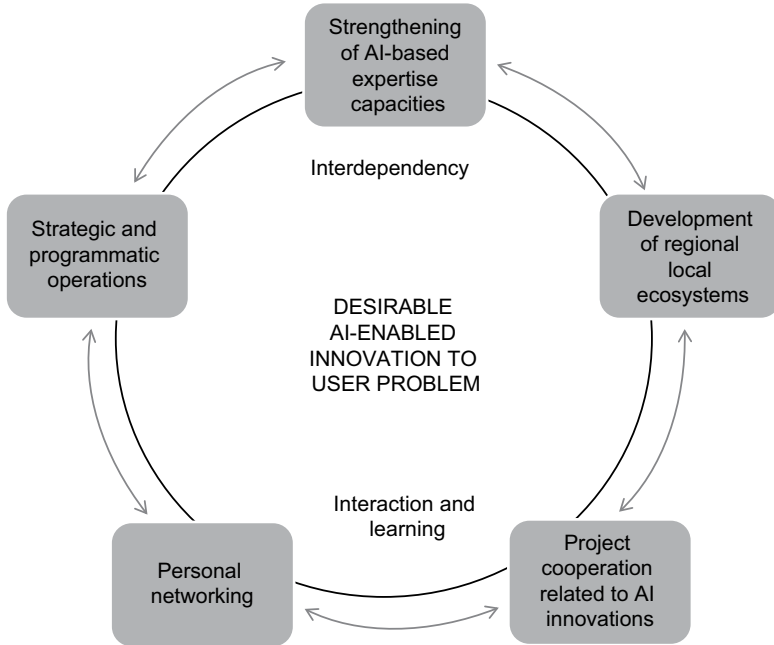 Strengthening
of AI-based
expertise
capacities
Interdependency
Strategic and
programmatic
operations
Development
of regional
local
ecosystems
DESIRABLE
AI-ENABLED
INNOVATION TO
USER PROBLEM
Interaction and
learning
Personal
networking
Project
cooperation
related to AI
innovations